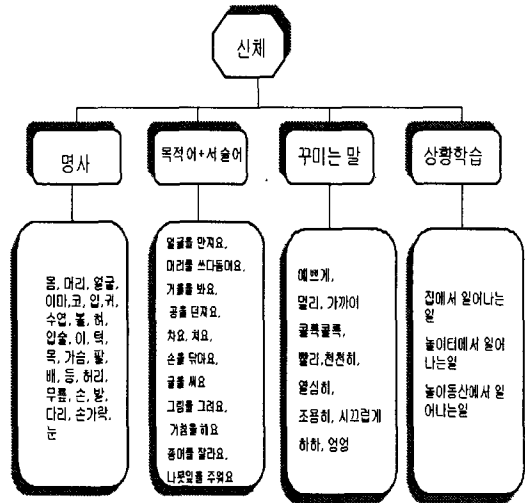 신체
명사
목적어+서술어
꾸미는 말
상황학습
몸, 머리, 얼굴,
이마, 코, 입, 귀,
수엽, 볼, 혀,
입술, 이, 턱,
목, 가슴, 팔,
배, 등, 허리,
무릎, 손, 발,
다리, 손가락,
눈
얼굴을 만져요,
머리를 쓰다듬어요,
거울을 봐요,
공을 던져요,
차요, 쳐요,
손을 닦아요,
글을 써요
그림을 그려요,
기침을 해요
종이를 잘라요,
나뭇잎을 주워요
예쁘게,
멀리, 가까이
콜록콜록,
빨리, 천천히,
열심히,
조용히, 시끄럽게
하하, 엉엉
집에서 일어나는
일
놀이터에서 일어
나는일
놀이동산에서 일
어나는일